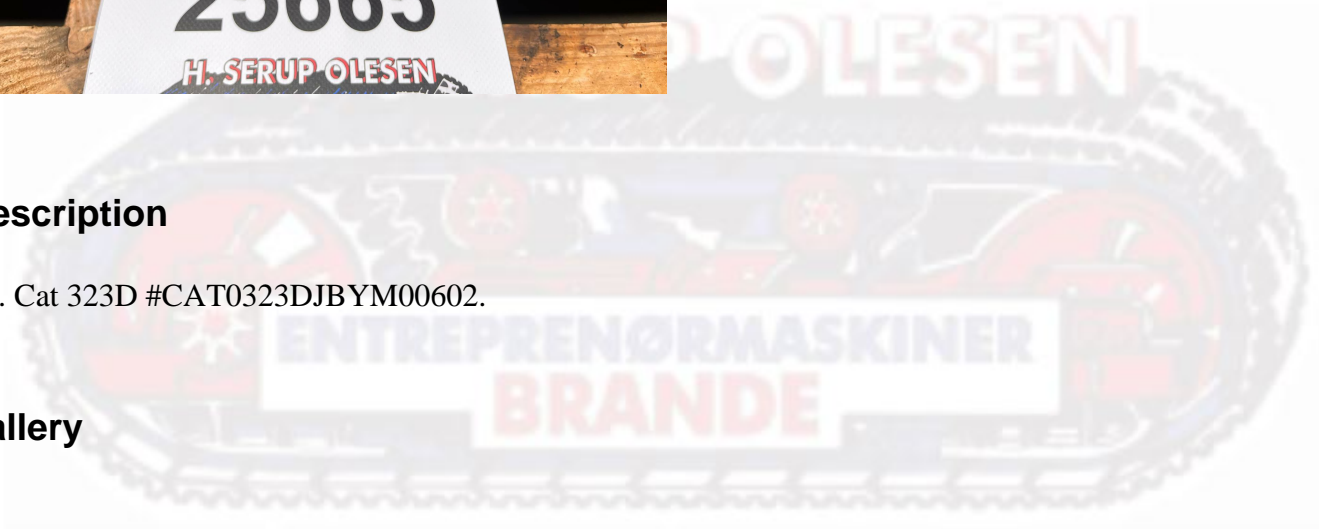 25665
H. SERUP OLESEN
OLESEN
escription
. Cat 323D #CAT0323DJBYM00602.
ENTREPRENØRMASKINER
BRANDE
allery